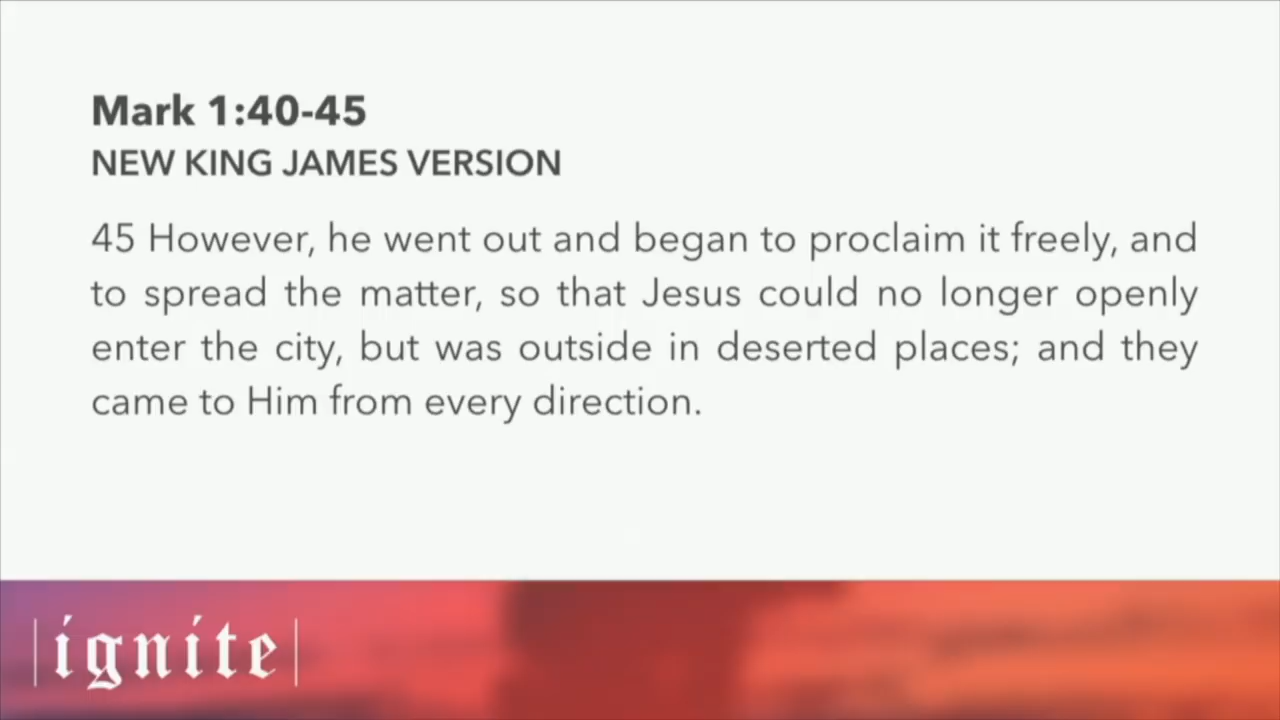 Mark 1:40-45
NEW KING JAMES VERSION
45 However, he went out and began to proclaim it freely, and
to spread the matter, so that Jesus could no longer openly
enter the city, but was outside in deserted places; and they
came to Him from every direction.
|ignite|